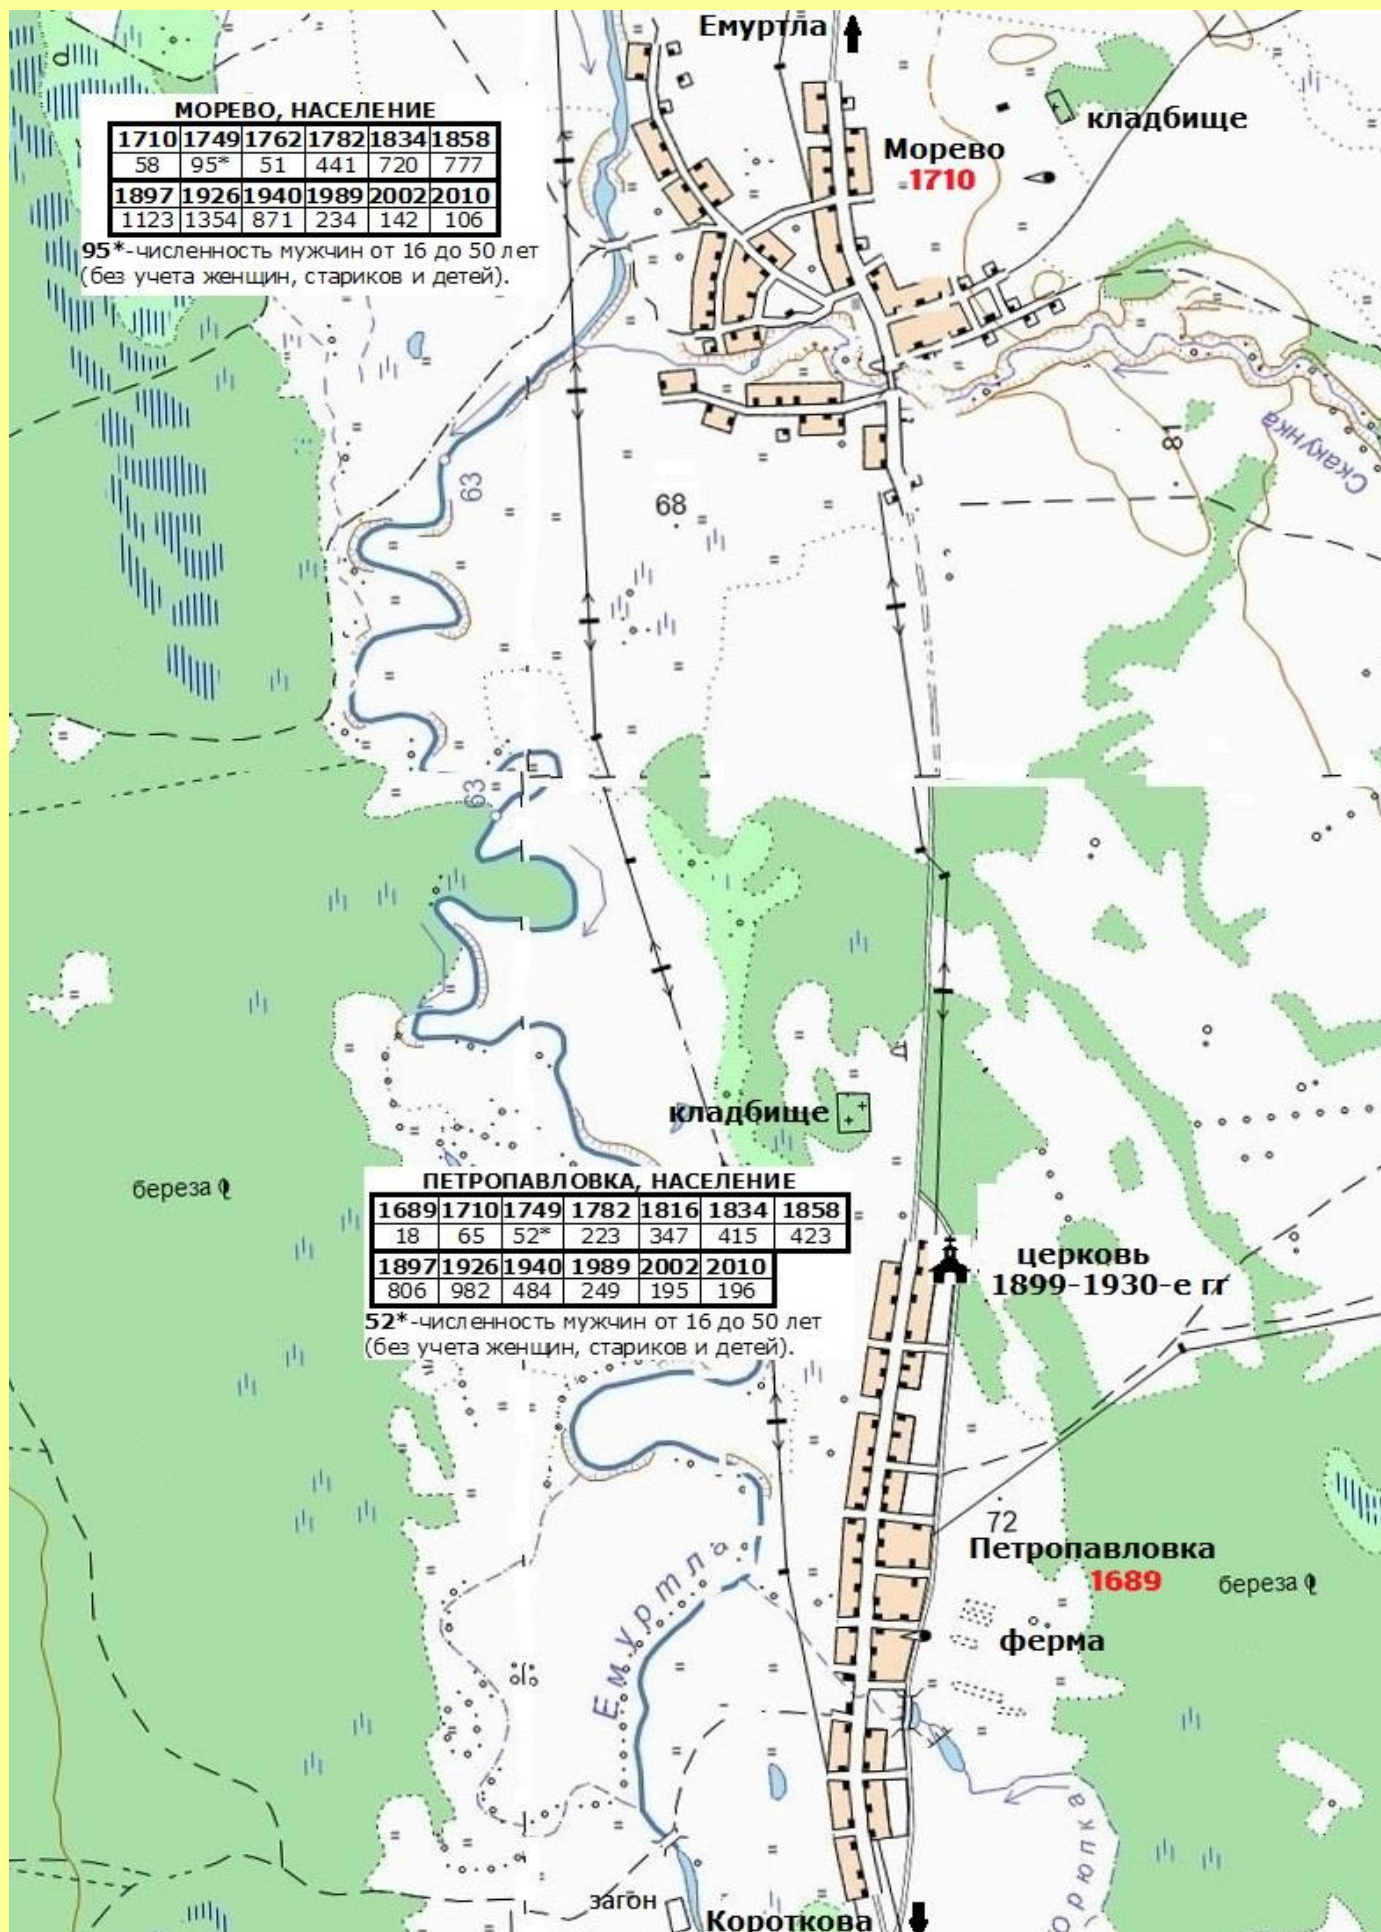 Емуртла
МОРЕВО, НАСЕЛЕНИЕ
1710 1749 1762 1782 1834 1858
58 95* 51 441 720 777
1897 1926 1940 1989 2002 2010
1123 1354 871 234 142 106
95*-численность мужчин от 16 до 50 лет
(без учета женщин, стариков и детей).
кладбище
Морево
1710
81
Скакунка
63
68
63
кладбище
береза
ПЕТРОПАВЛОВКА, НАСЕЛЕНИЕ
1689 1710 1749 1782 1816 1834 1858
18 65 52* 223 347 415 423
1897 1926 1940 1989 2002 2010
806 982 484 249 195 196
52*-численность мужчин от 16 до 50 лет
(без учета женщин, стариков и детей).
церковь
1899-1930-е гг
72
Петропавловка
1689
береза
Емуртла
ферма
орюпка
загон
Короткова